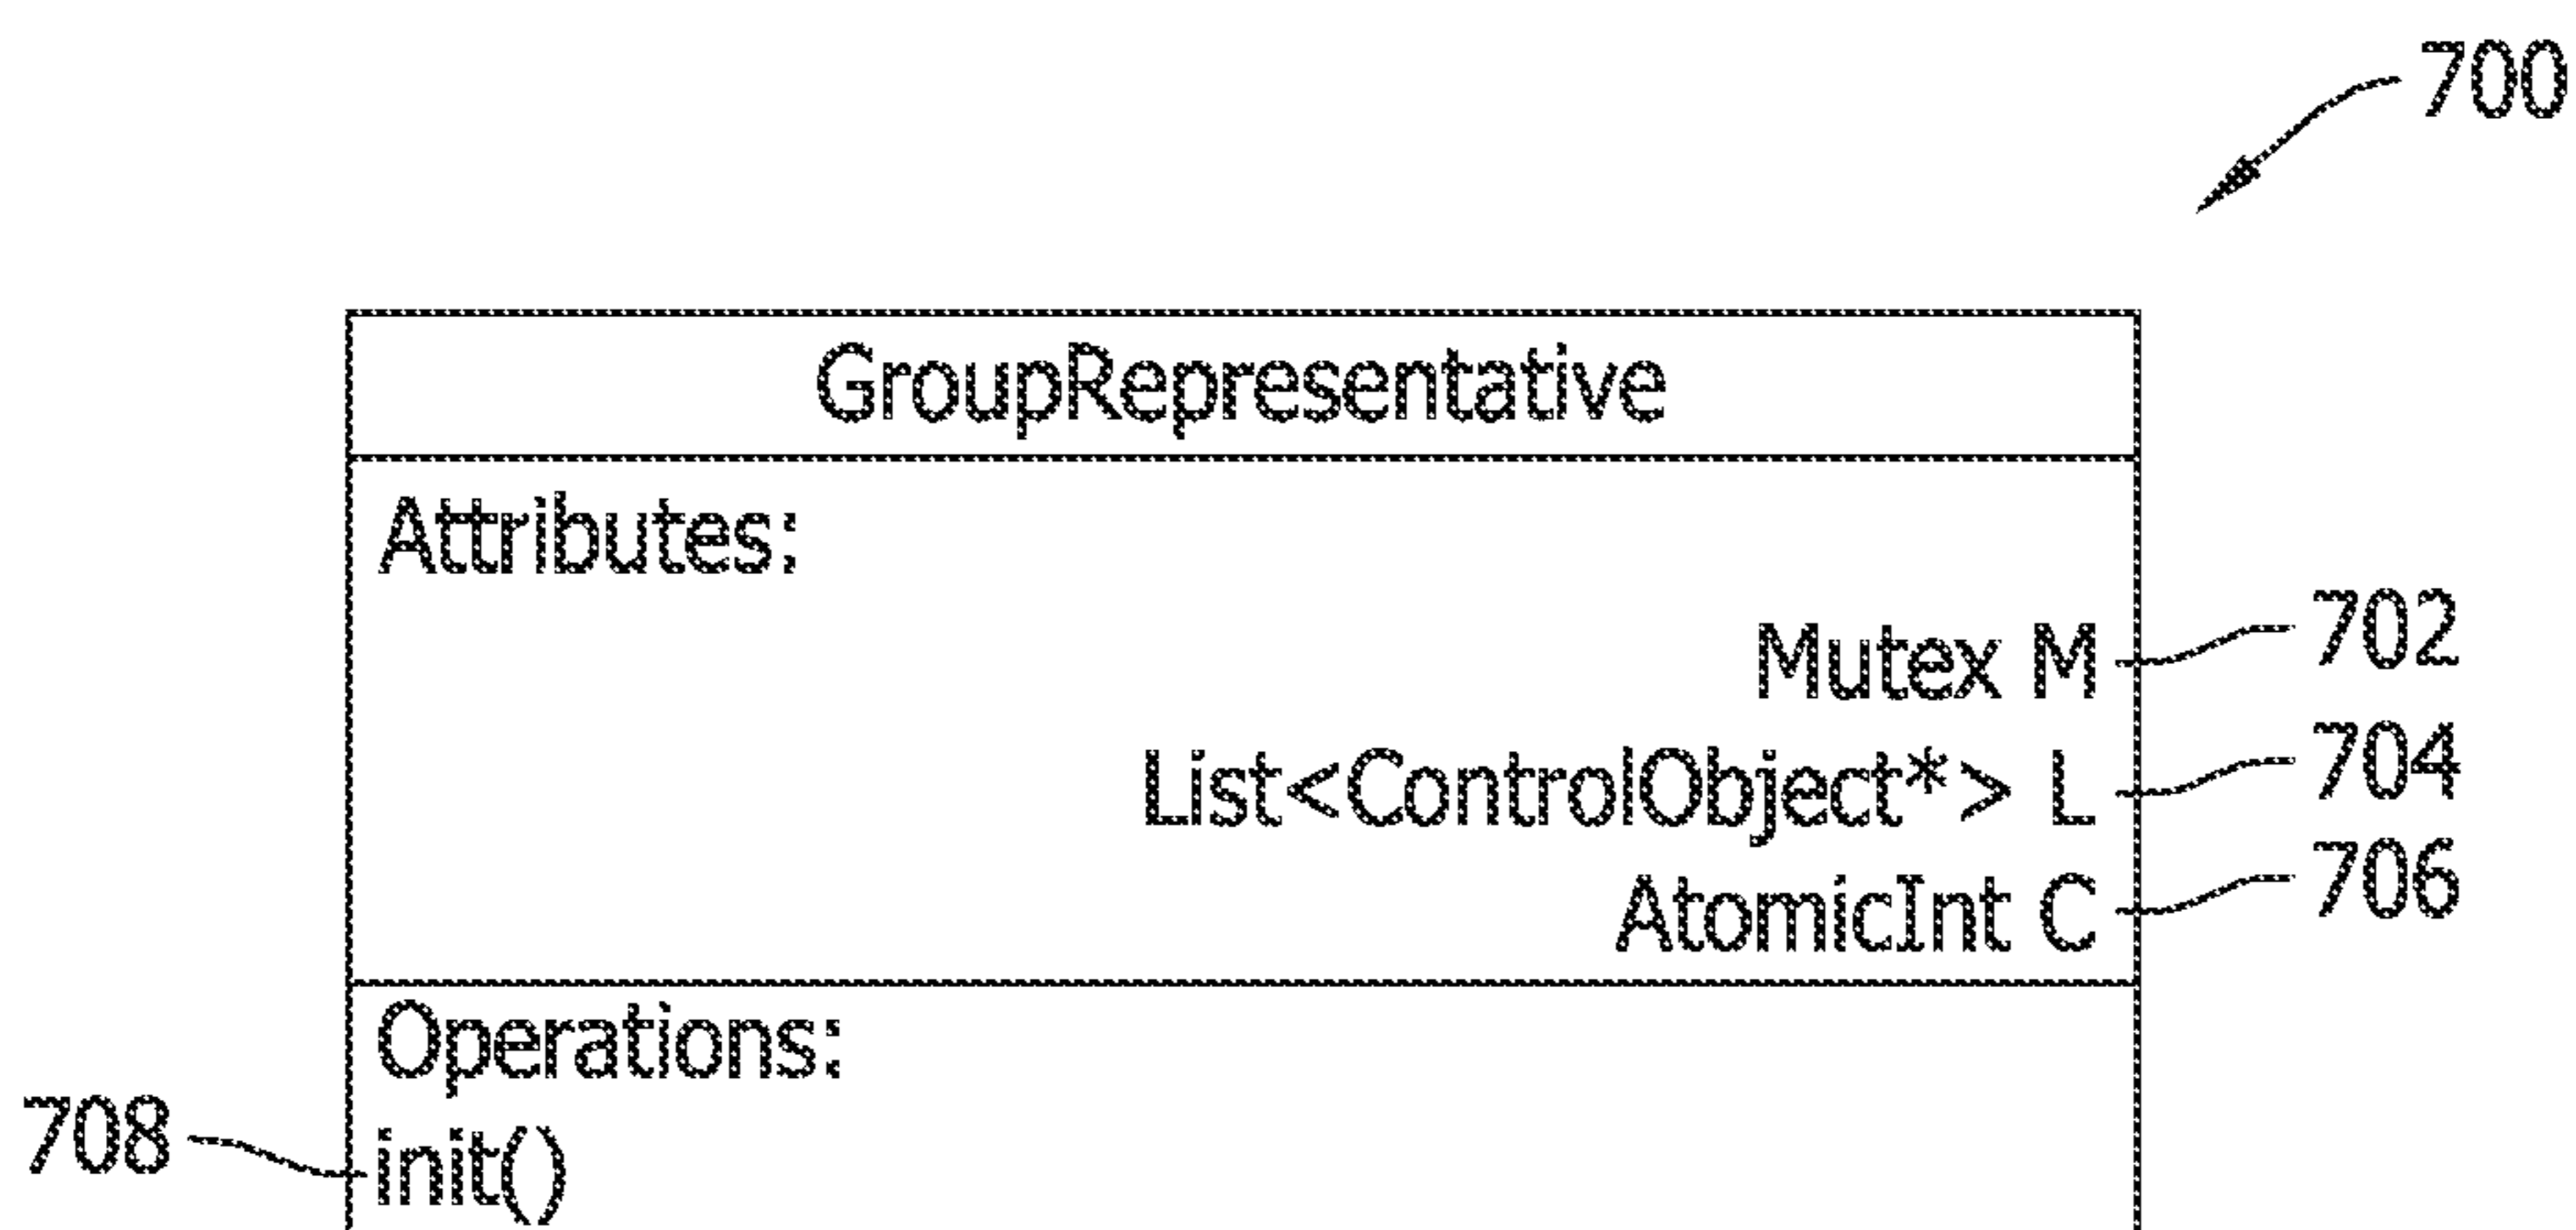 700
GroupRepresentative
Attributes:
Mutex M 702
List<ControlObject*> L 704
AtomicInt C 706
Operations:
708 init()